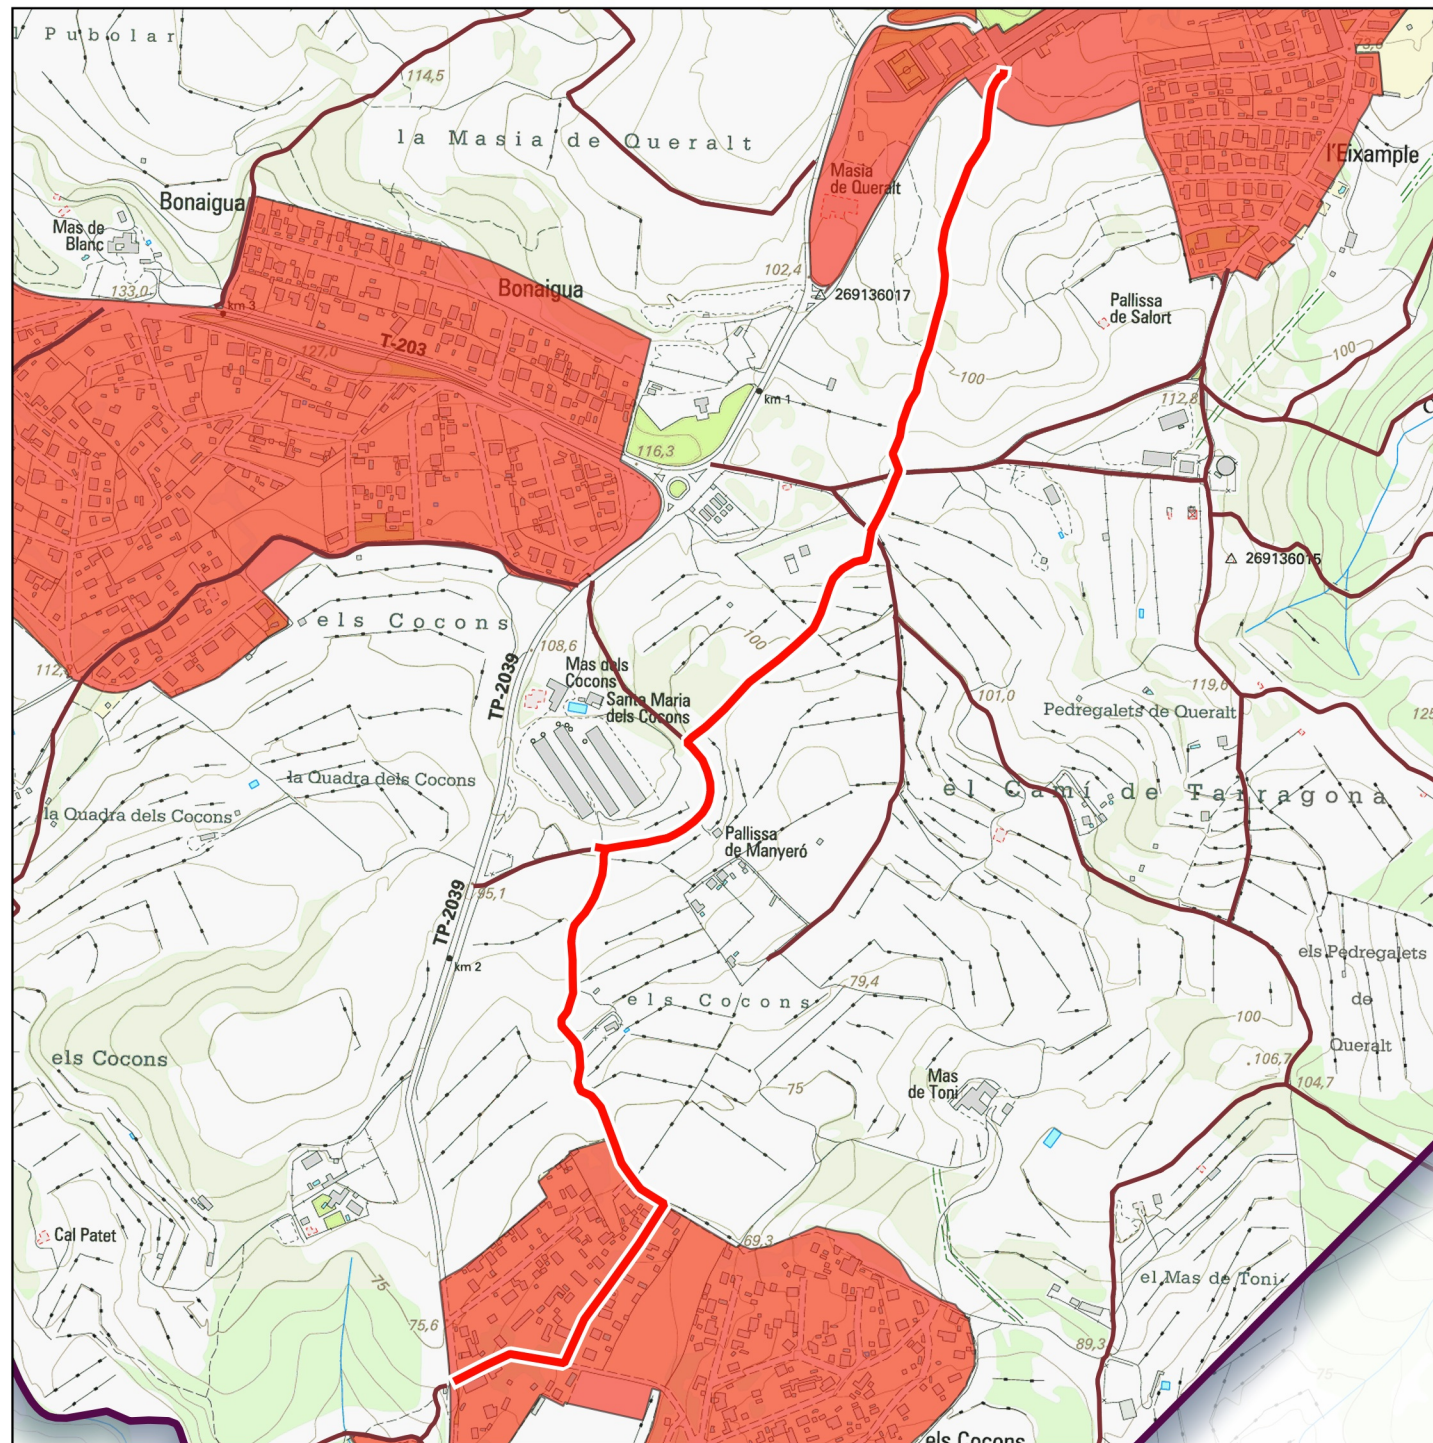 l Pubolar
73,6
114,5
la Masia de Queralt
l'Eixample
Masia
de Queralt
Bonaigua
Mas de
Blanc
102,4
133,0
km 3
Bonaigua
269136017
Pallissa
de Salort
T-203
127,0
100
100
km 1
112,8
116,3
269136015
els Cocons
100
108,6
Mas dels
Cocons
112,
TP-2039
Santa Maria
dels Cocons
101,0
119,6
Pedregalets de Queralt
125
la Quadra dels Cocons
el Camí de Tarragona
la Quadra dels Cocons
Pallissa
de Manyeró
95,1
TP-2039
km 2
els Pedregalets
de
Queralt
79,4
els Cocons
100
els Cocons
106,7
104,7
Mas
de Toni
75
Cal Patet
69,3
el Mas de Toni
75
75,6
89,3
75
els Cocons